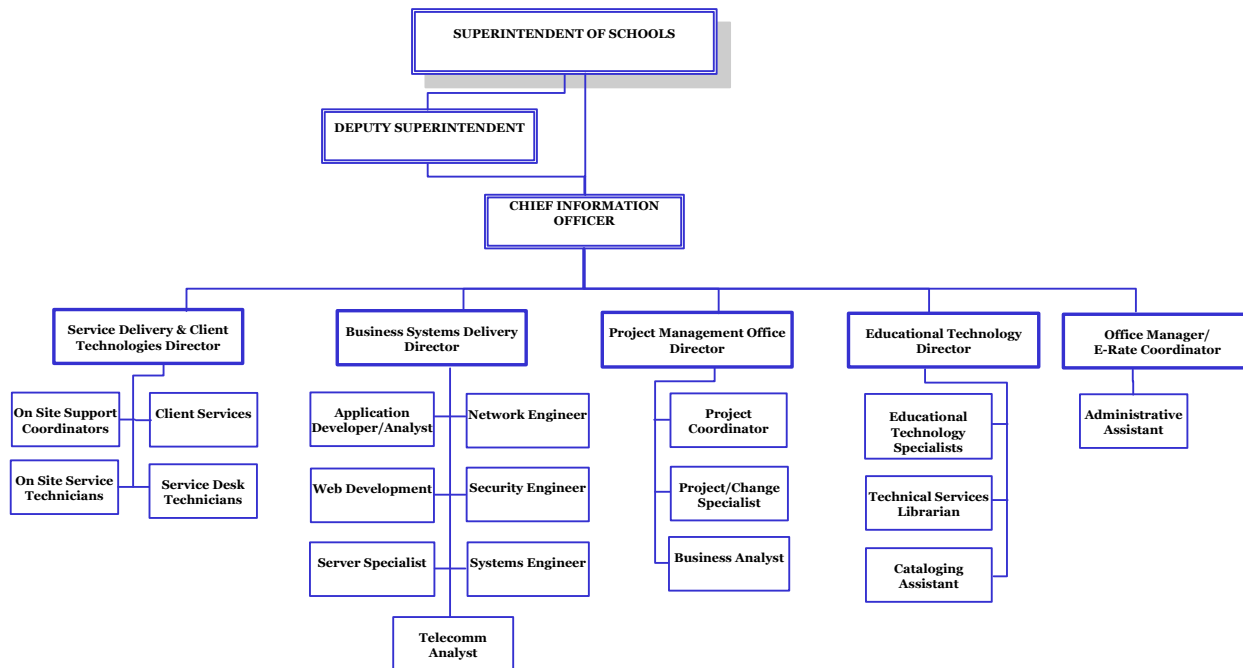 SUPERINTENDENT OF SCHOOLS
DEPUTY SUPERINTENDENT
CHIEF INFORMATION
OFFICER
Service Delivery & Client
Technologies Director
Business Systems Delivery
Director
Project Management Office
Director
Educational Technology
Director
Office Manager/
E-Rate Coordinator
On Site Support
Coordinators
Client Services
On Site Service
Technicians
Service Desk
Technicians
Application
Developer/Analyst
Network Engineer
Web Development
Security Engineer
Server Specialist
Systems Engineer
Telecomm
Analyst
Project
Coordinator
Project/Change
Specialist
Business Analyst
Educational
Technology
Specialists
Technical Services
Librarian
Cataloging
Assistant
Administrative
Assistant